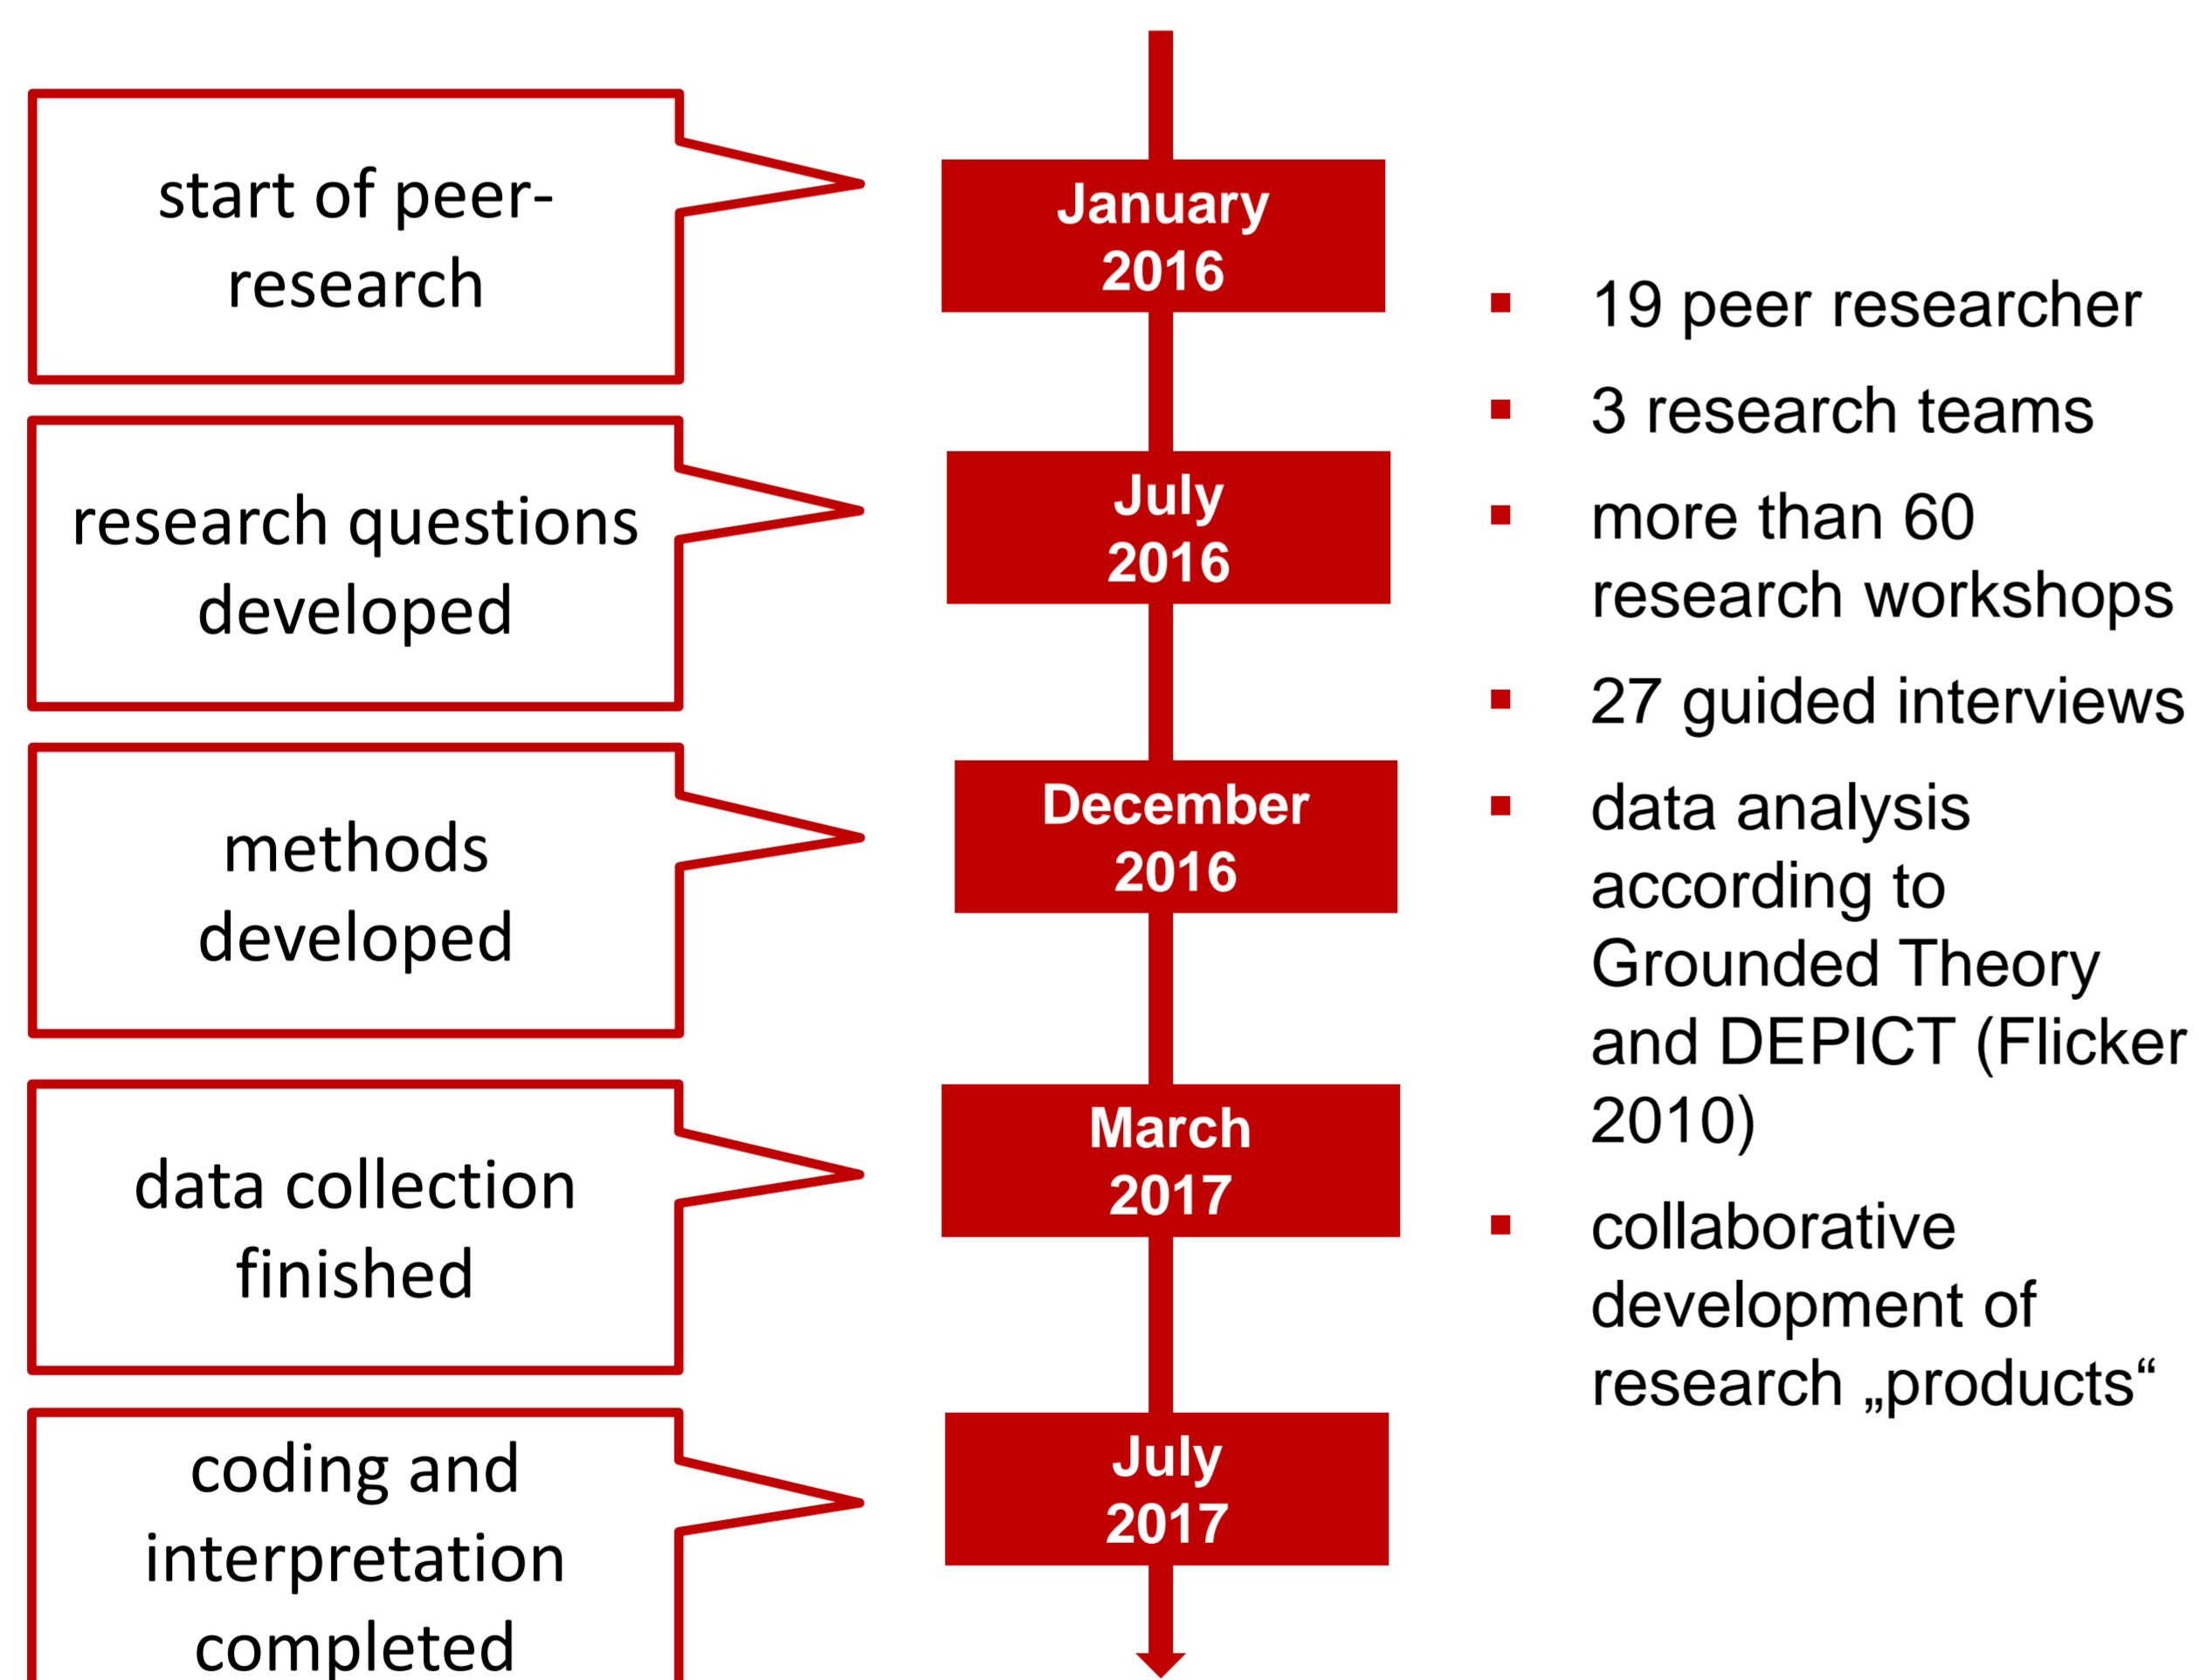 start of peer-
research
January
2016
research questions
developed
July
2016
methods
developed
December
2016
data collection
finished
March
2017
coding and
interpretation
completed
July
2017
▪ 19 peer researcher
▪ 3 research teams
▪ more than 60
research workshops
▪ 27 guided interviews
▪ data analysis
according to
Grounded Theory
and DEPICT (Flicker
2010)
▪ collaborative
development of
research „products“